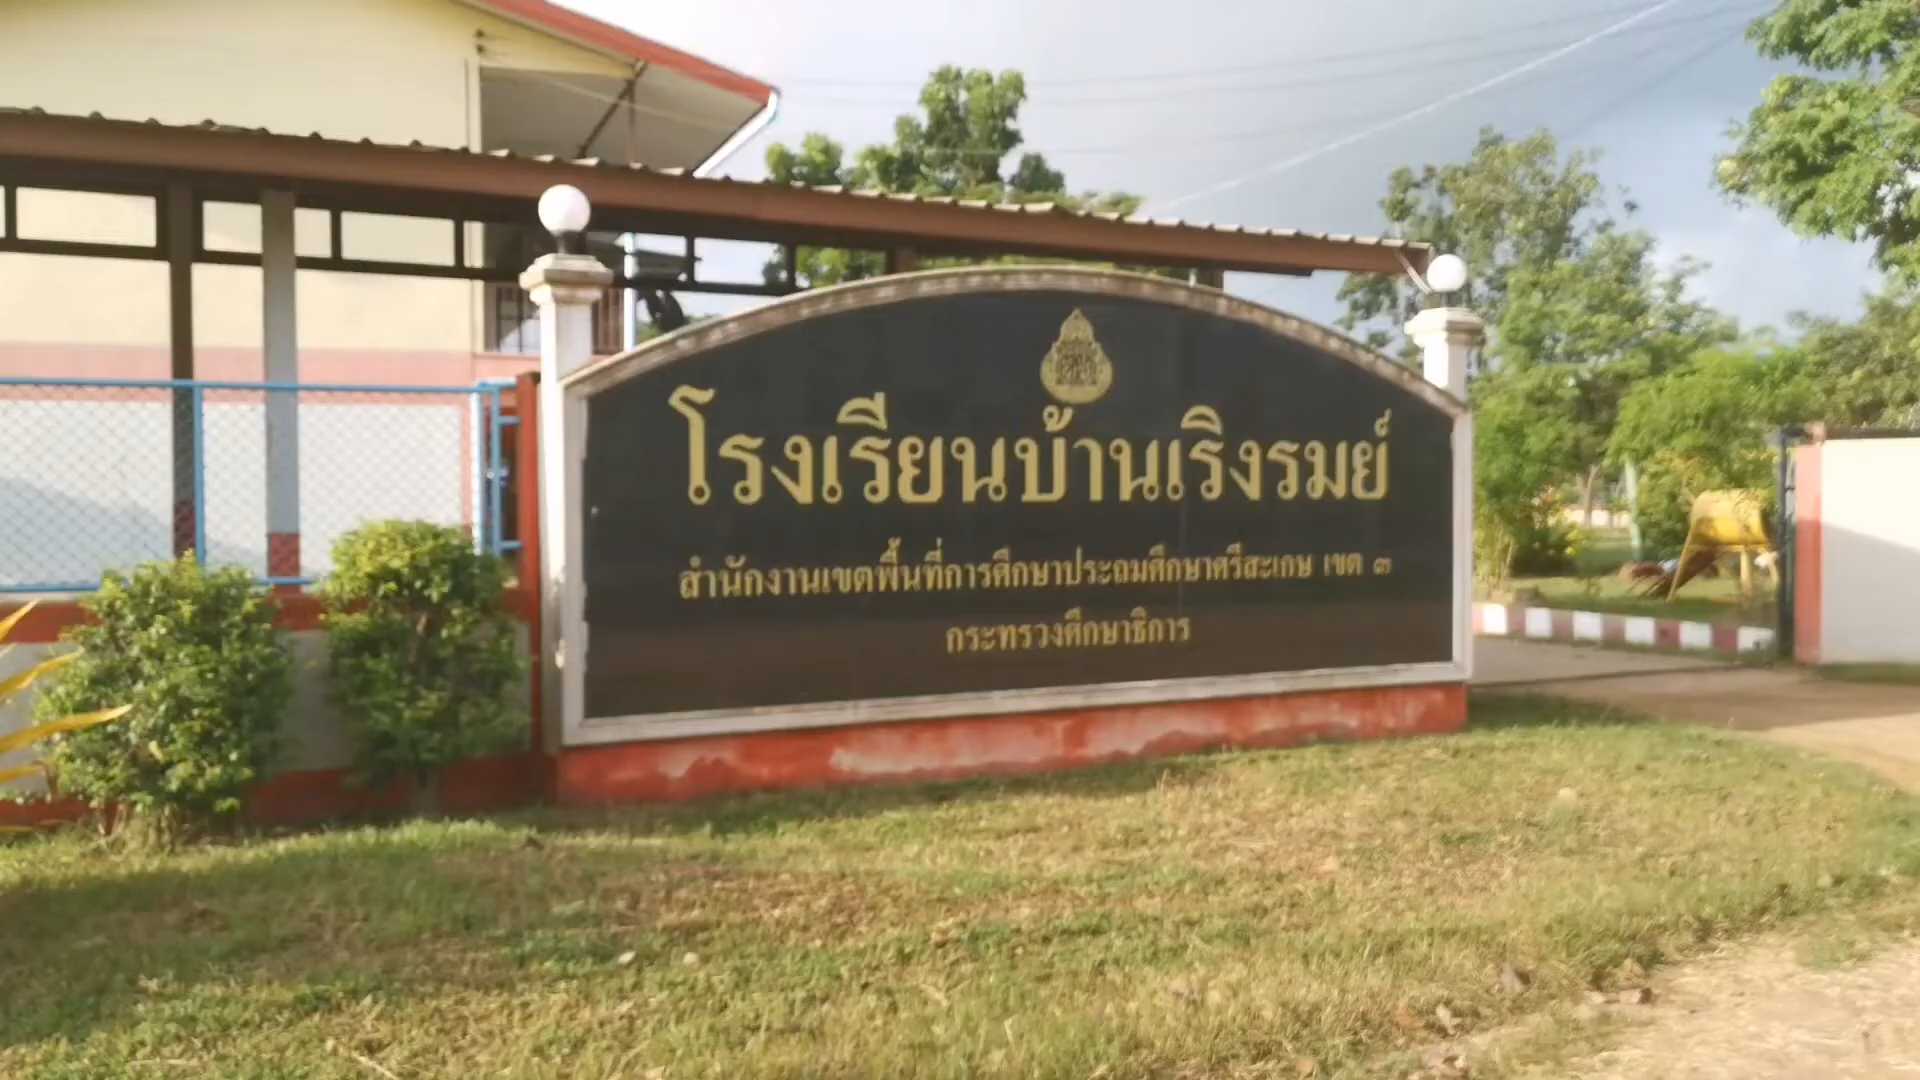 โรงเรียนบ้านเริงรมย์
สำนักงานเขตพื้นที่การศึกษาประถมศึกษาศรีสะเกษ เขต ๓
กระทรวงศึกษาธิการ